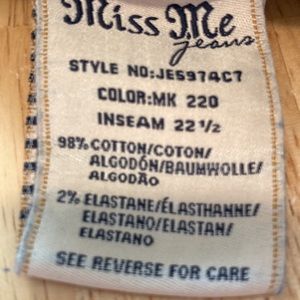 Miss Me
jeans
STYLE NO:JE5974C7
COLOR:MK 220
INSEAM 22 1/2
98% COTTON/COTON/
ALGODÓN/BAUMWOLLE/
ALGODÃO
2% ELASTANE/ÉLASTHANNE/
ELASTANO/ELASTAN/
ELASTANO
SEE REVERSE FOR CARE